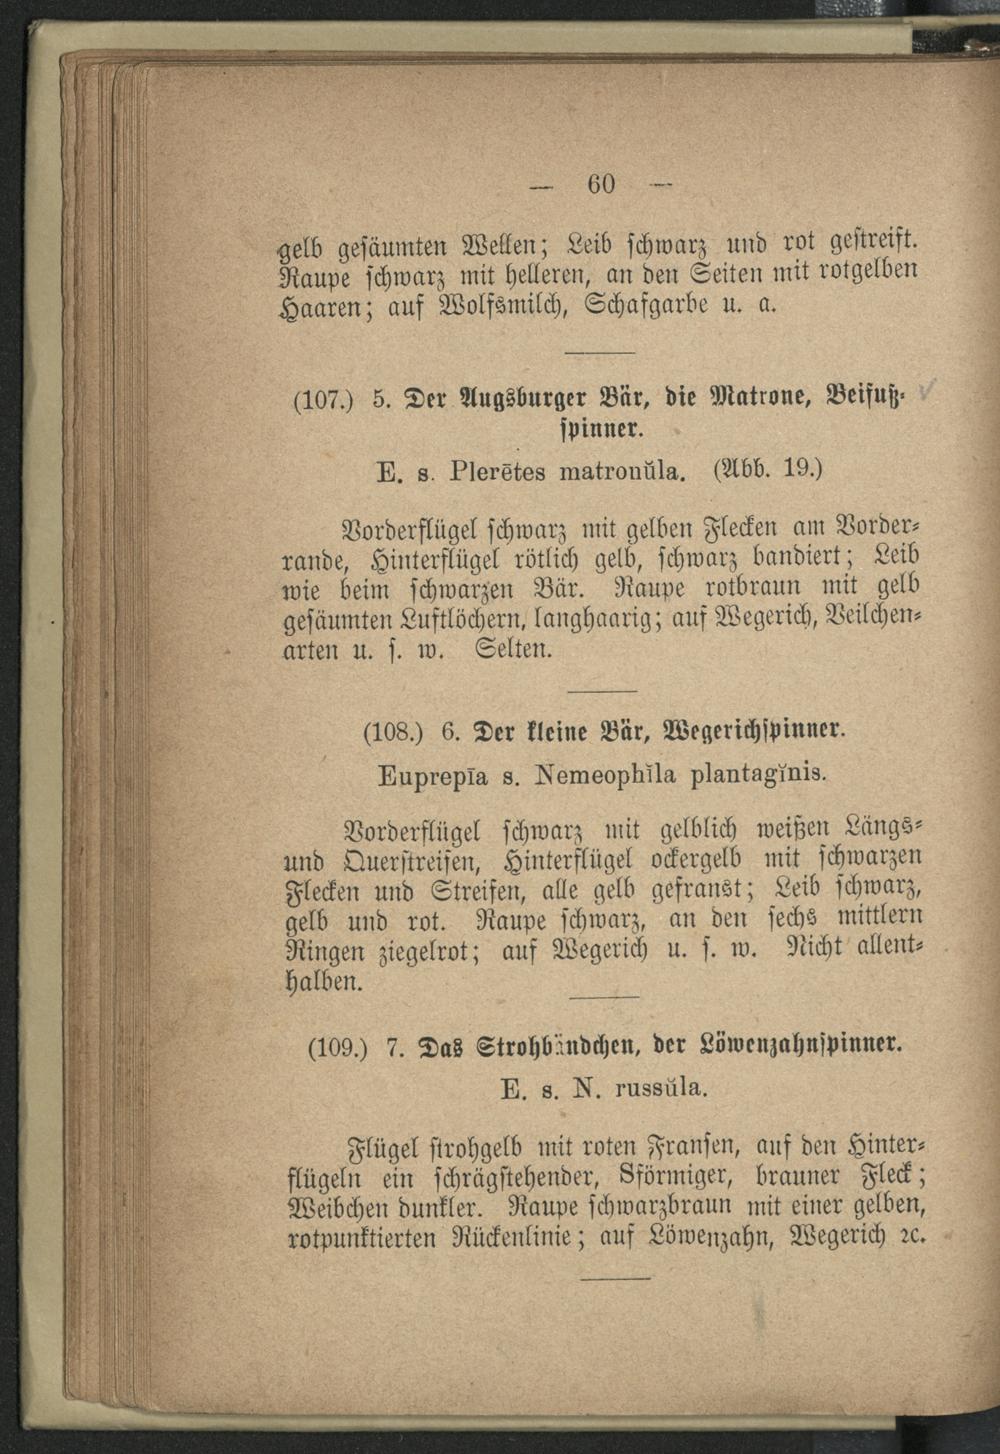 — 60 —
gelb gesäumten Wellen; Leib schwarz und rot gestreift.
Raupe schwarz mit helleren, an den Seiten mit rotgelben
Haaren; auf Wolfsmilch, Schafgarbe u. a.
(107.) 5. Der Augsburger Bär, die Matrone, Beifuß-
spinner.
E. s. Plerētes matronŭla. (Abb. 19.)
Vorderflügel schwarz mit gelben Flecken am Vorder-
rande, Hinterflügel rötlich gelb, schwarz bandiert; Leib
wie beim schwarzen Bär. Raupe rotbraun mit gelb
gesäumten Luftlöchern, langhaarig; auf Wegerich, Veilchen-
arten u. s. w. Selten.
(108.) 6. Der kleine Bär, Wegerichspinner.
Euprepīa s. Nemeophĭla plantagĭnis.
Vorderflügel schwarz mit gelblich weißen Längs-
und Querstreifen, Hinterflügel ockergelb mit schwarzen
Flecken und Streifen, alle gelb gefranst; Leib schwarz,
gelb und rot. Raupe schwarz, an den sechs mittlern
Ringen ziegelrot; auf Wegerich u. s. w. Nicht allent-
halben.
(109.) 7. Das Strohbändchen, der Löwenzahnspinner.
E. s. N. russŭla.
Flügel strohgelb mit roten Fransen, auf den Hinter-
flügeln ein schrägstehender, Sförmiger, brauner Fleck;
Weibchen dunkler. Raupe schwarzbraun mit einer gelben,
rotpunktierten Rückenlinie; auf Löwenzahn, Wegerich ꝛc.